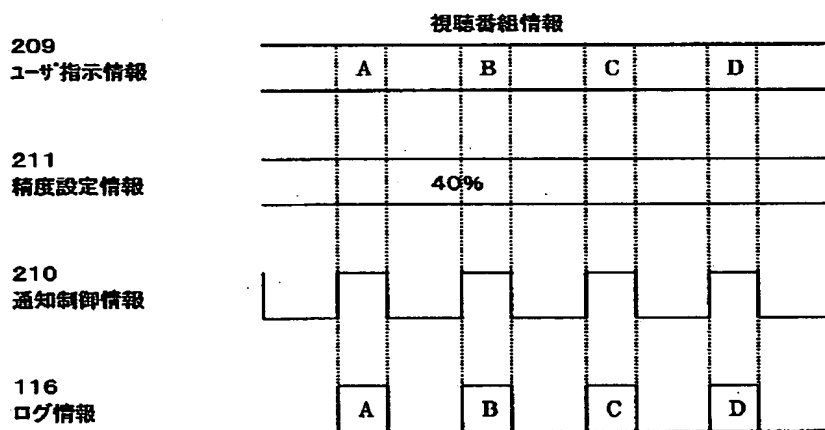 視聴番組情報
209
ユーザ指示情報
A
B
C
D
211
精度設定情報
40%
210
通知制御情報
116
ログ情報
A
B
C
D